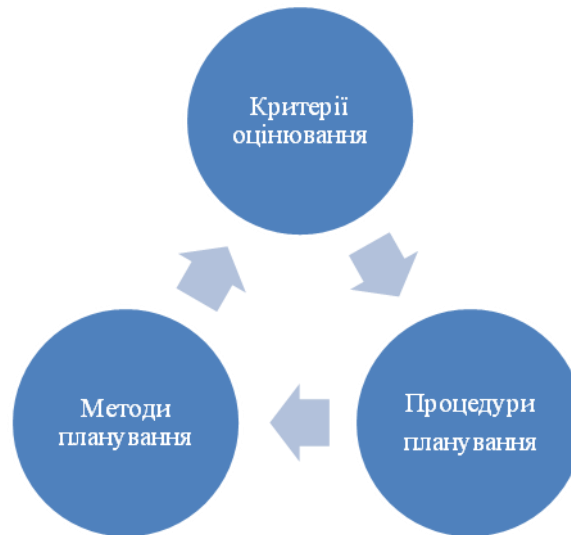 Критерії
оцінювання
Методи
планування
Процедури
планування